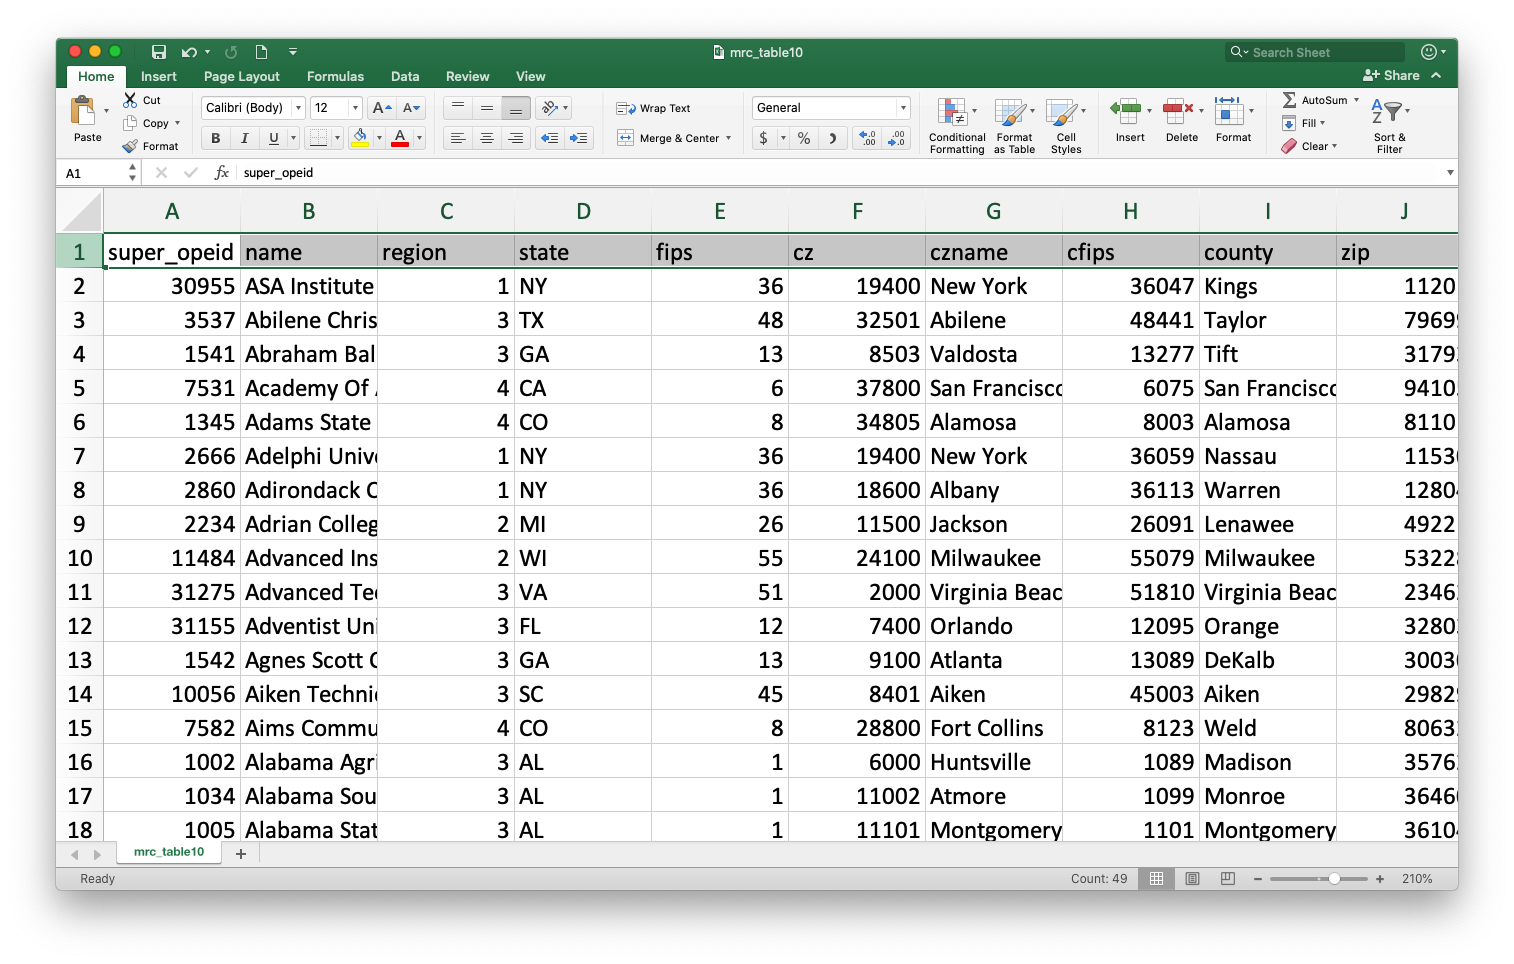 mrc_table10
Search Sheet
Home Insert Page Layout Formulas Data Review View
Share
Paste
Cut
Copy
Format
Calibri (Body) 12
B I U
Wrap Text
Merge & Center
General
$ %
Conditional Formatting
Format as Table
Cell Styles
Insert
Delete
Format
AutoSum
Fill
Clear
Sort & Filter
A1 fx super_opeid
A B C D E F G H I J
1 super_opeid name region state fips cz czname cfips county zip
2 30955 ASA Institute 1 NY 36 19400 New York 36047 Kings 1120
3 3537 Abilene Chris 3 TX 48 32501 Abilene 48441 Taylor 7969
4 1541 Abraham Bal 3 GA 13 8503 Valdosta 13277 Tift 3179
5 7531 Academy Of 4 CA 6 37800 San Francisc 6075 San Francisc 9410
6 1345 Adams State 4 CO 8 34805 Alamosa 8003 Alamosa 8110
7 2666 Adelphi Univ 1 NY 36 19400 New York 36059 Nassau 1153
8 2860 Adirondack C 1 NY 36 18600 Albany 36113 Warren 1280
9 2234 Adrian Colleg 2 MI 26 11500 Jackson 26091 Lenawee 4922
10 11484 Advanced Ins 2 WI 55 24100 Milwaukee 55079 Milwaukee 5322
11 31275 Advanced Te 3 VA 51 2000 Virginia Beac 51810 Virginia Beac 2346
12 31155 Adventist Uni 3 FL 12 7400 Orlando 12095 Orange 3280
13 1542 Agnes Scott C 3 GA 13 9100 Atlanta 13089 DeKalb 3003
14 10056 Aiken Techni 3 SC 45 8401 Aiken 45003 Aiken 2982
15 7582 Aims Commu 4 CO 8 28800 Fort Collins 8123 Weld 8063
16 1002 Alabama Agri 3 AL 1 6000 Huntsville 1089 Madison 3576
17 1034 Alabama Sou 3 AL 1 11002 Atmore 1099 Monroe 3646
18 1005 Alabama Stat 3 AL 1 11101 Montgomery 1101 Montgomery 3610
mrc_table10
Ready
Count: 49
210%